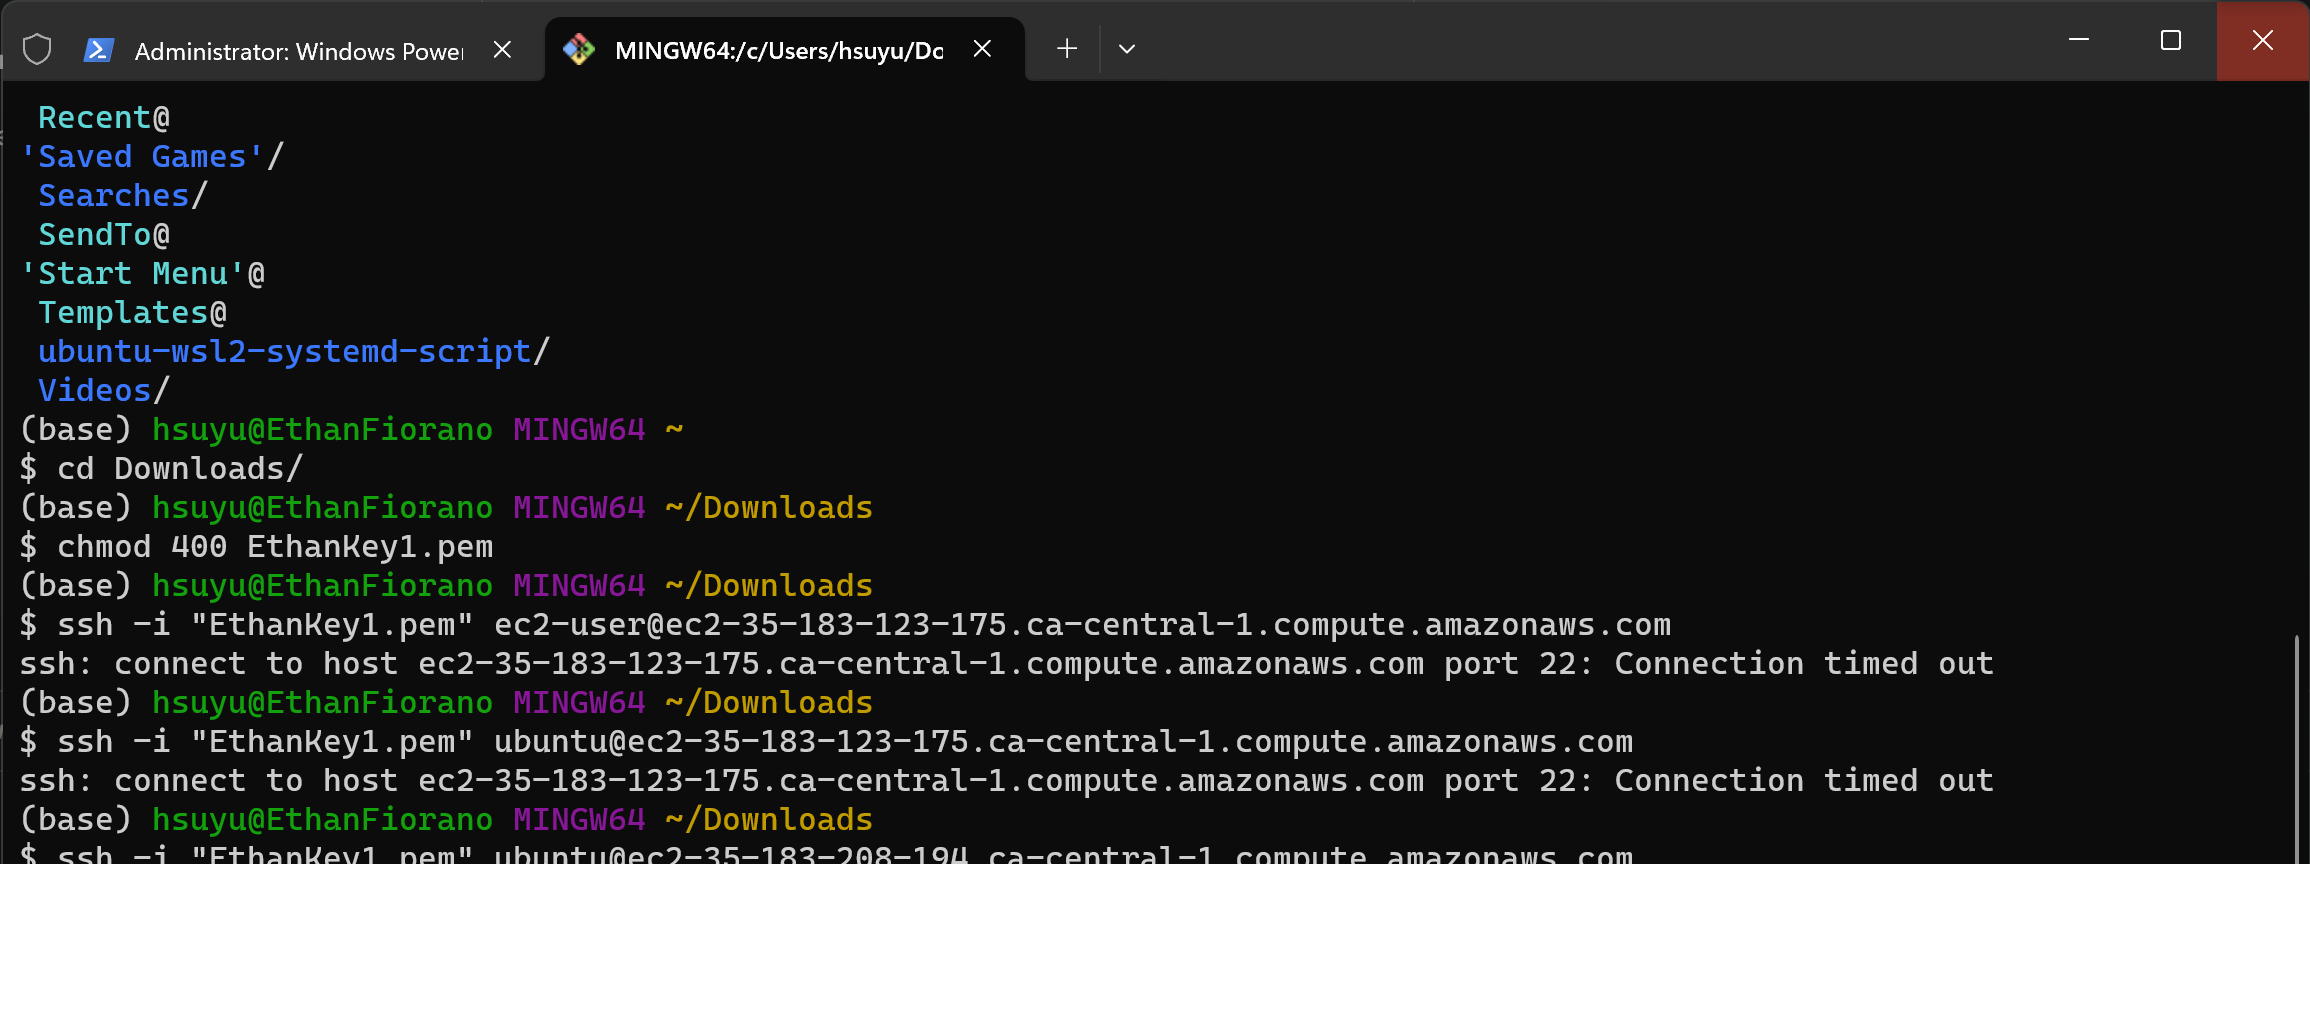 Administrator: Windows Power
MINGW64:/c/Users/hsuyu/Do
Recent@
'Saved Games'/
Searches/
SendTo@
'Start Menu'@
Templates@
ubuntu-wsl2-systemd-script/
Videos/
(base) hsuyu@EthanFiorano MINGW64 ~
$ cd Downloads/
(base) hsuyu@EthanFiorano MINGW64 ~/Downloads
$ chmod 400 EthanKey1.pem
(base) hsuyu@EthanFiorano MINGW64 ~/Downloads
$ ssh -i "EthanKey1.pem" ec2-user@ec2-35-183-123-175.ca-central-1.compute.amazonaws.com
ssh: connect to host ec2-35-183-123-175.ca-central-1.compute.amazonaws.com port 22: Connection timed out
(base) hsuyu@EthanFiorano MINGW64 ~/Downloads
$ ssh -i "EthanKey1.pem" ubuntu@ec2-35-183-123-175.ca-central-1.compute.amazonaws.com
ssh: connect to host ec2-35-183-123-175.ca-central-1.compute.amazonaws.com port 22: Connection timed out
(base) hsuyu@EthanFiorano MINGW64 ~/Downloads
$ ssh -i "EthanKey1.pem" ubuntu@ec2-35-183-208-194.ca-central-1.compute.amazonaws.com